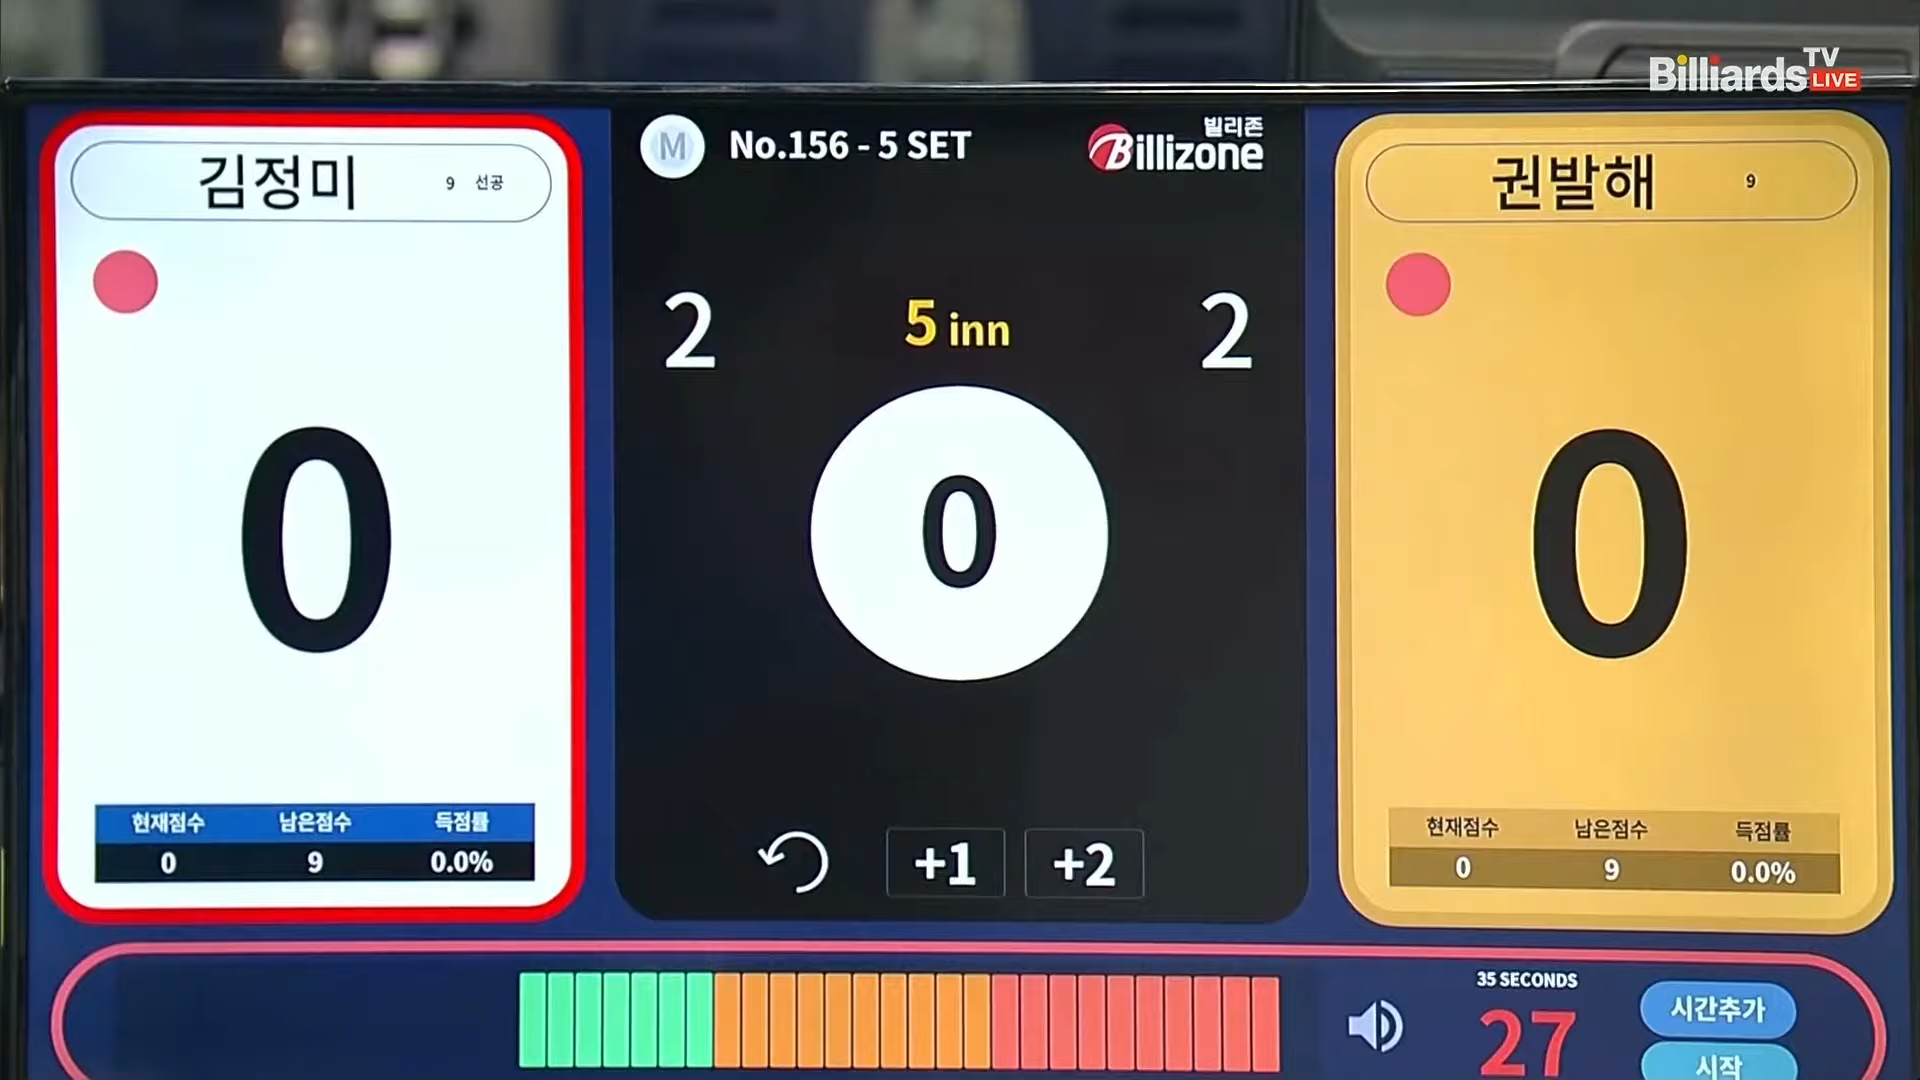 Billiards TV LIVE
김정미 9 선공
M No.156 - 5 SET
빌리존
Billizone
권발해 9
2 5 inn 2
0 0 0
현재점수 남은점수 득점률
0 9 0.0%
+1 +2
현재점수 남은점수 득점률
0 9 0.0%
35 SECONDS
27
시간추가
시작